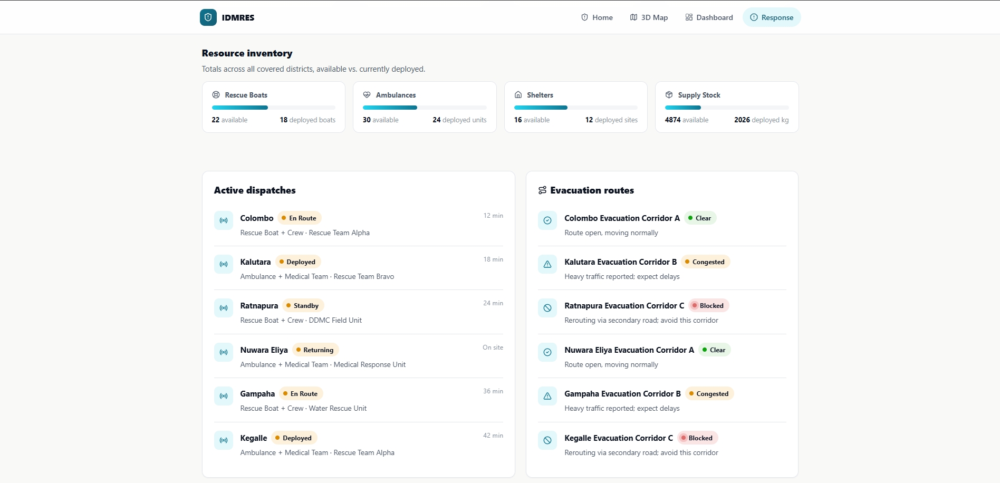 IDMRES
Home
3D Map
Dashboard
Response
Resource inventory
Totals across all covered districts, available vs. currently deployed.
Rescue Boats
22 available
18 deployed boats
Ambulances
30 available
24 deployed units
Shelters
16 available
12 deployed sites
Supply Stock
4874 available
2026 deployed kg
Active dispatches
Colombo En Route 12 min
Rescue Boat + Crew · Rescue Team Alpha
Kalutara Deployed 18 min
Ambulance + Medical Team · Rescue Team Bravo
Ratnapura Standby 24 min
Rescue Boat + Crew · DDMC Field Unit
Nuwara Eliya Returning On site
Ambulance + Medical Team · Medical Response Unit
Gampaha En Route 36 min
Rescue Boat + Crew · Water Rescue Unit
Kegalle Deployed 42 min
Ambulance + Medical Team · Rescue Team Alpha
Evacuation routes
Colombo Evacuation Corridor A Clear
Route open, moving normally
Kalutara Evacuation Corridor B Congested
Heavy traffic reported; expect delays
Ratnapura Evacuation Corridor C Blocked
Rerouting via secondary road; avoid this corridor
Nuwara Eliya Evacuation Corridor A Clear
Route open, moving normally
Gampaha Evacuation Corridor B Congested
Heavy traffic reported; expect delays
Kegalle Evacuation Corridor C Blocked
Rerouting via secondary road; avoid this corridor